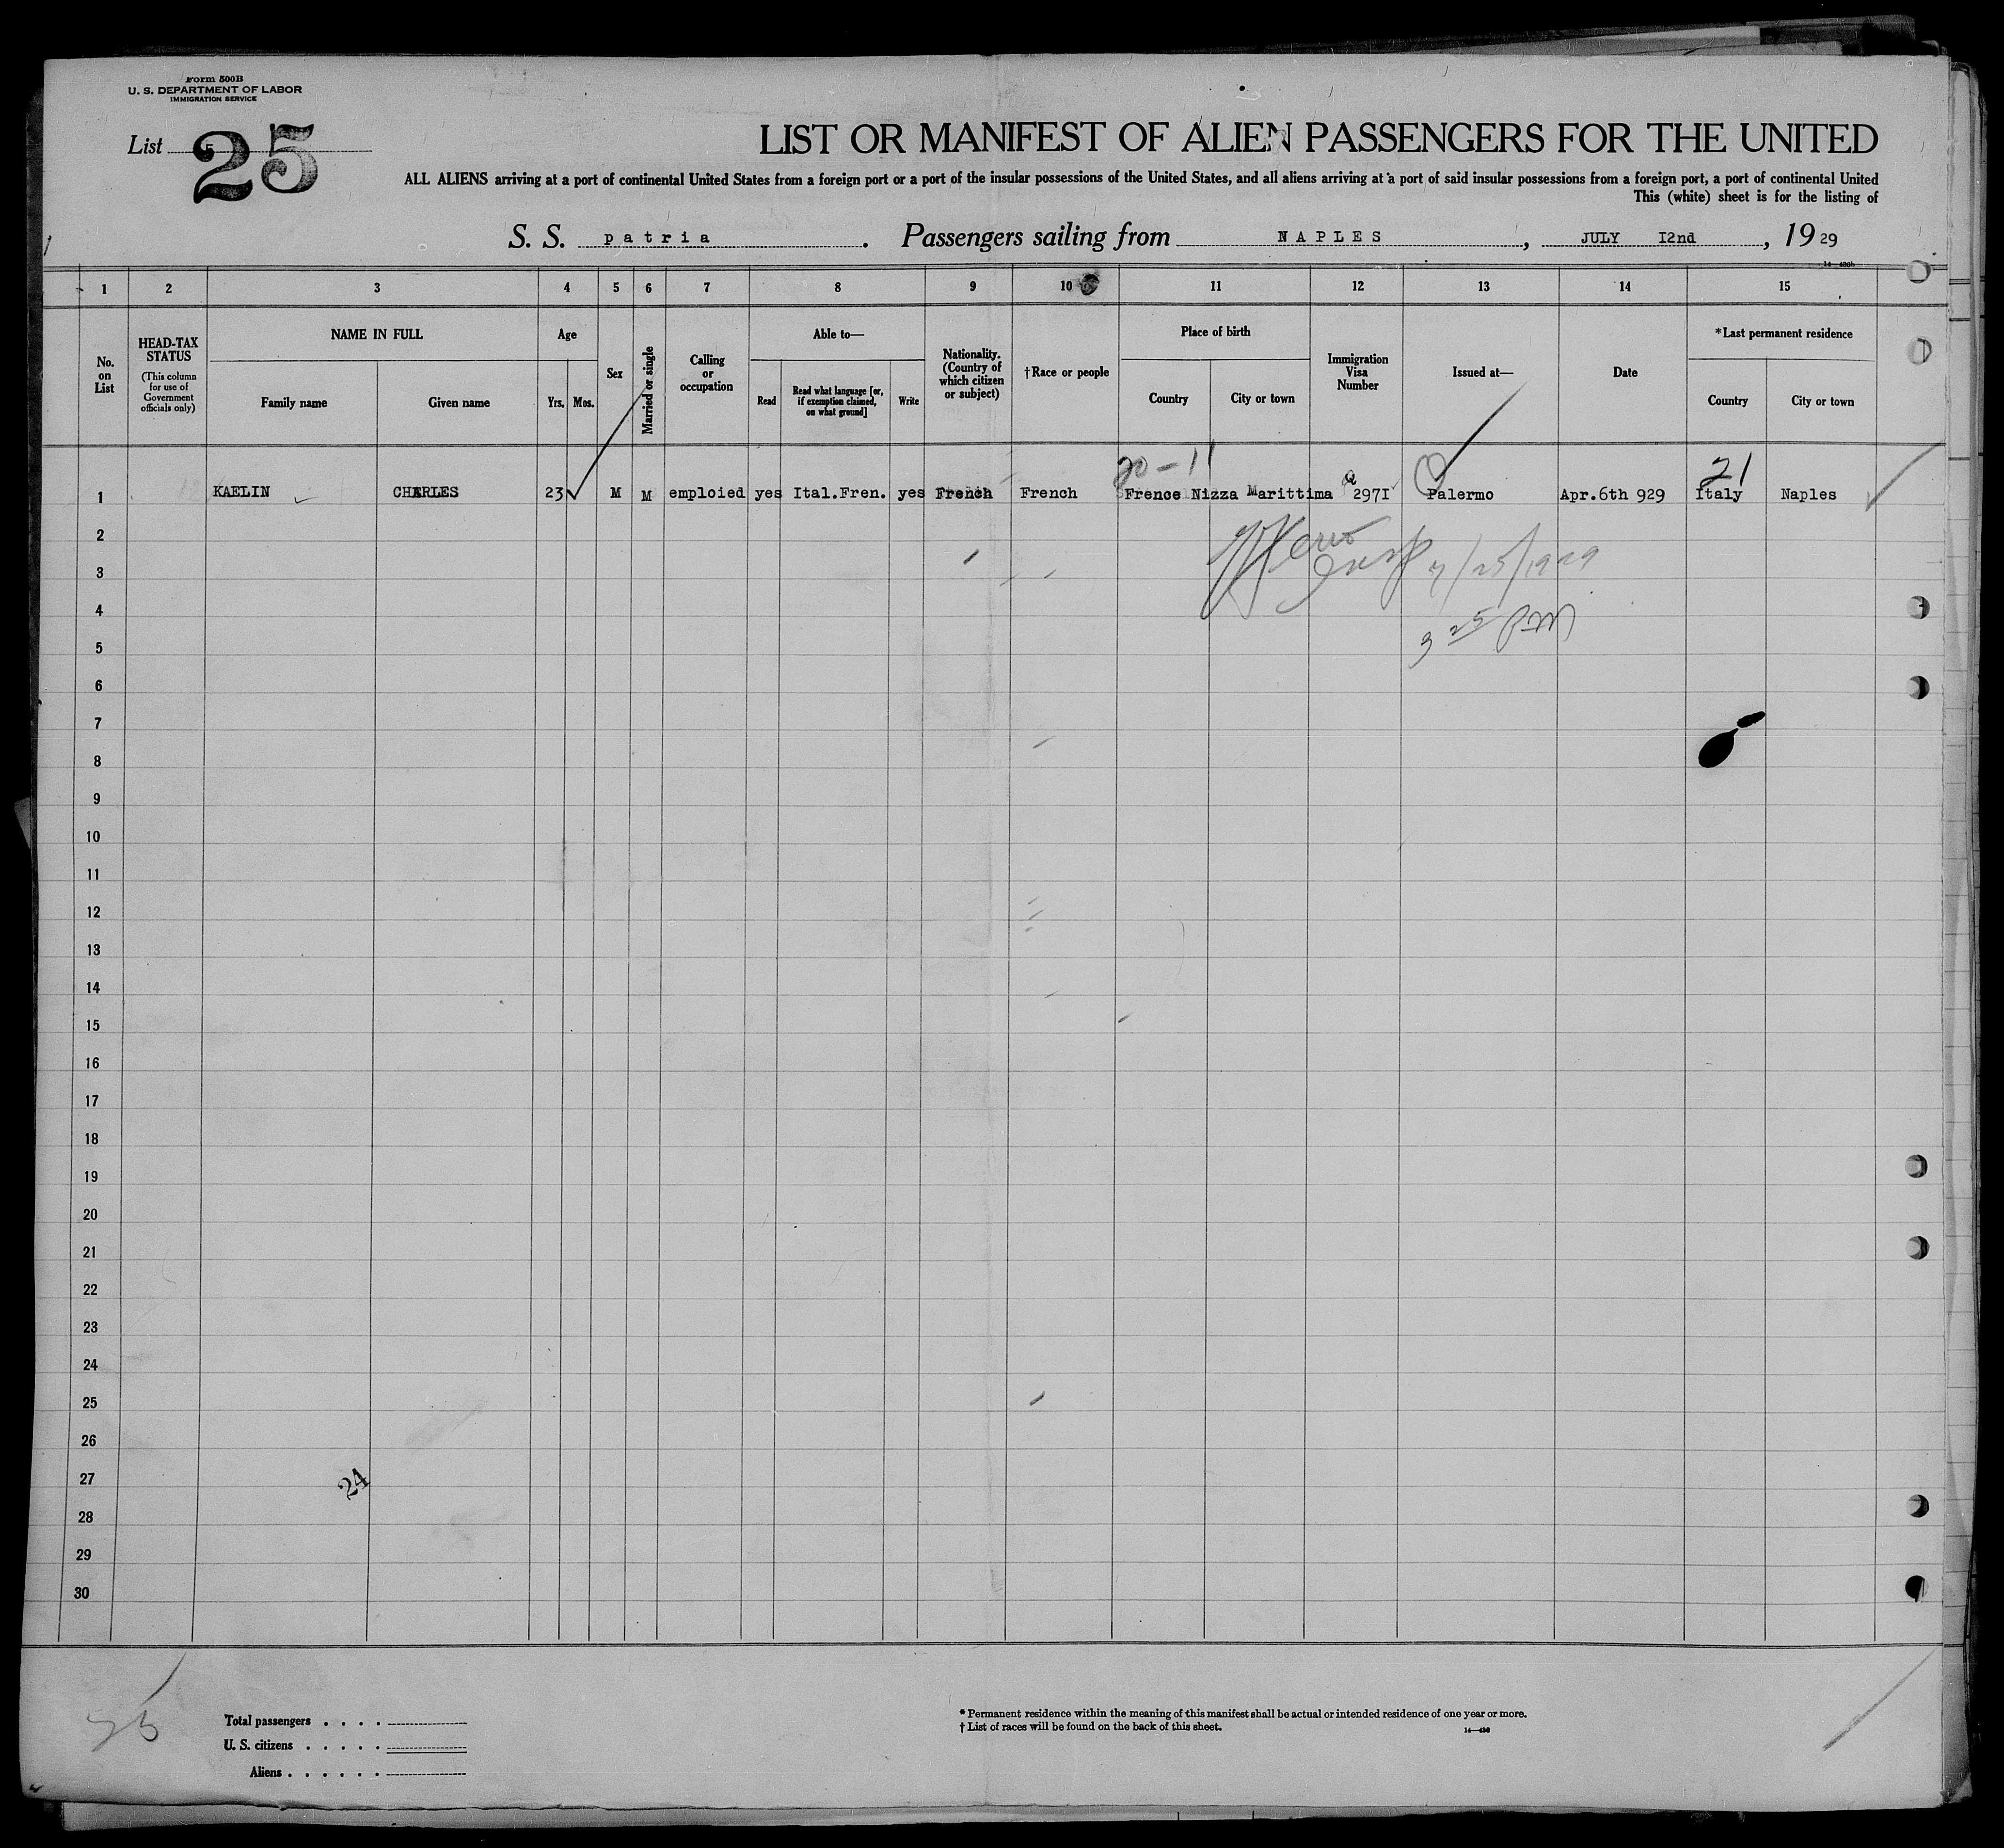 Form 500B
U. S. DEPARTMENT OF LABOR
IMMIGRATION SERVICE
List 5
25
LIST OR MANIFEST OF ALIEN PASSENGERS FOR THE UNITED
ALL ALIENS arriving at a port of continental United States from a foreign port or a port of the insular possessions of the United States, and all aliens arriving at a port of said insular possessions from a foreign port, a port of continental United
This (white) sheet is for the listing of
S. S. patria. Passengers sailing from NAPLES, JULY I2nd, 1929
1 2 3 4 5 6 7 8 9 10 11 12 13 14 15
No. on List
HEAD-TAX STATUS
(This column for use of Government officials only)
NAME IN FULL
Family name Given name
Age
Yrs. Mos.
Sex
Married or single
Calling or occupation
Able to—
Read
Read what language [or, if exemption claimed, on what ground]
Write
Nationality. (Country of which citizen or subject)
†Race or people
Place of birth
Country City or town
Immigration Visa Number
Issued at—
Date
*Last permanent residence
Country City or town
20-11 21
1 KAELIN CHARLES 23 M M emploied yes Ital.Fren. yes French French Frence Nizza Marittima Q 297I Palermo Apr.6th 929 Italy Naples
2
7/25/1929
3
4
3 25 PM
5
6
7
8
9
10
11
12
13
14
15
16
17
18
19
20
21
22
23
24
25
26
27
24
28
29
30
25
Total passengers . . . .
U. S. citizens . . . . .
Aliens . . . . . .
* Permanent residence within the meaning of this manifest shall be actual or intended residence of one year or more.
† List of races will be found on the back of this sheet.